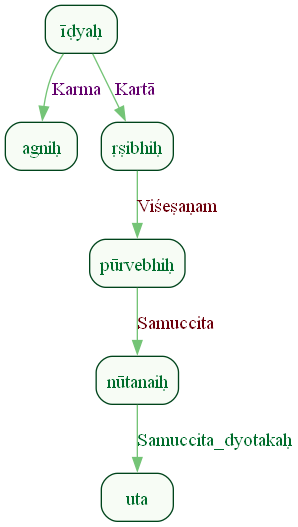 īḍyaḥ
Karma
Kartā
agniḥ
ṛṣibhiḥ
Viśeṣaṇam
pūrvebhiḥ
Samuccita
nūtanaiḥ
Samuccita_dyotakaḥ
uta